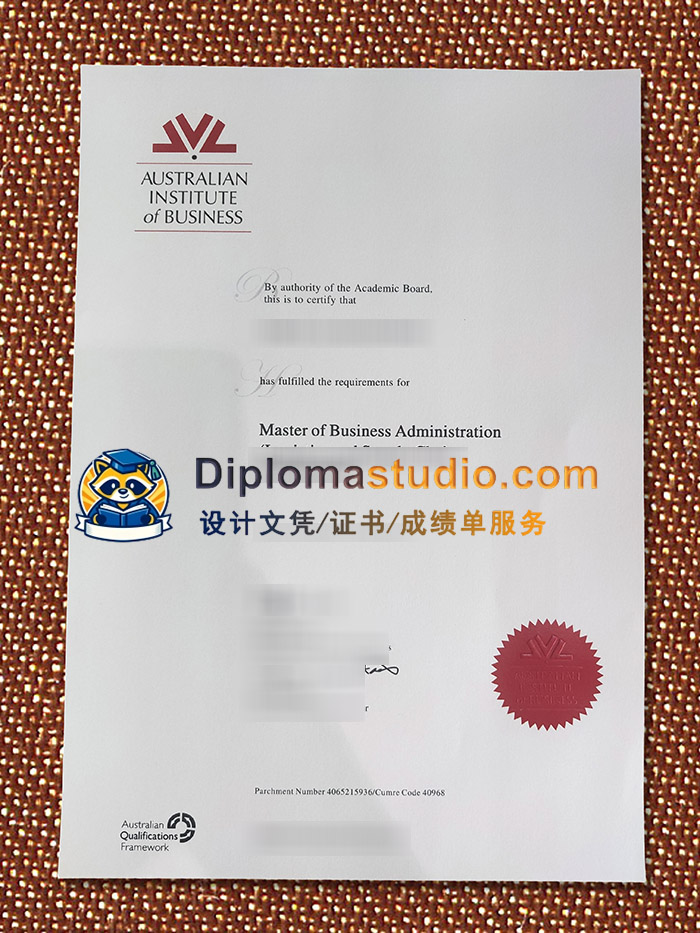 AUSTRALIAN
INSTITUTE
of BUSINESS
By authority of the Academic Board,
this is to certify that
has fulfilled the requirements for
Master of Business Administration
Diplomastudio.com
设计文凭/证书/成绩单服务
Parchment Number 4065215936/Cumre Code 40968
Australian
Qualifications
Framework